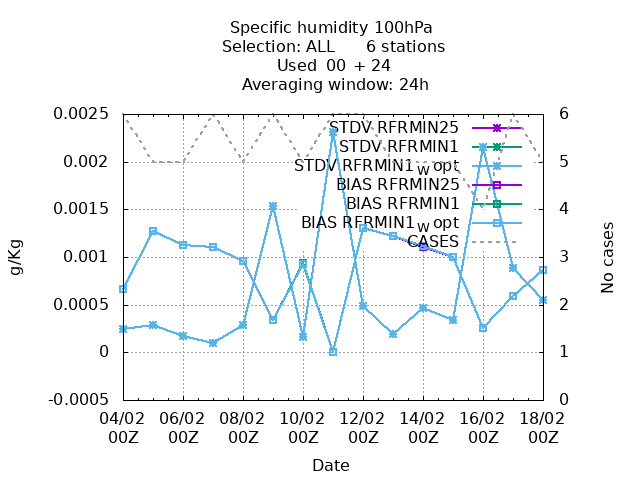 Specific humidity 100hPa
Selection: ALL 6 stations
Used 00 + 24
Averaging window: 24h
0.0025
0.002
0.0015
0.001
0.0005
0
-0.0005
g/Kg
STDV RFRMIN25
STDV RFRMIN1
STDV RFRMIN1_w opt
BIAS RFRMIN25
BIAS RFRMIN1
BIAS RFRMIN1_w opt
CASES
6
5
4
3
2
1
0
No cases
04/02 06/02 08/02 10/02 12/02 14/02 16/02 18/02
00Z 00Z 00Z 00Z 00Z 00Z 00Z 00Z
Date